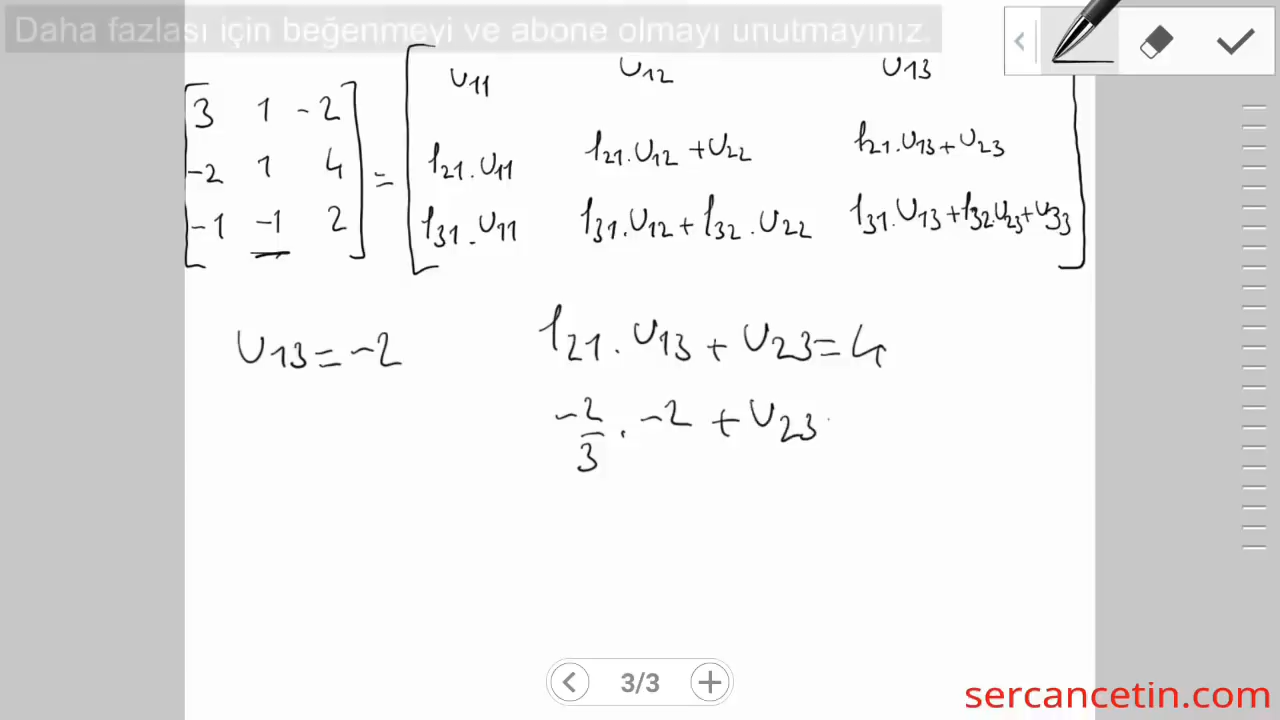 Daha fazlası için beğenmeyi ve abone olmayı unutmayınız.
U11 U12 U13
3 1 -2
-2 1 4 = l21.U11 l21.U12 + U22 l21.U13 + U23
-1 -1 2 l31.U11 l31.U12 + l32.U22 l31.U13 + l32.U23 + U33
U13 = -2 l21.U13 + U23 = 4
-2/3 . -2 + U23
3/3
sercancetin.com